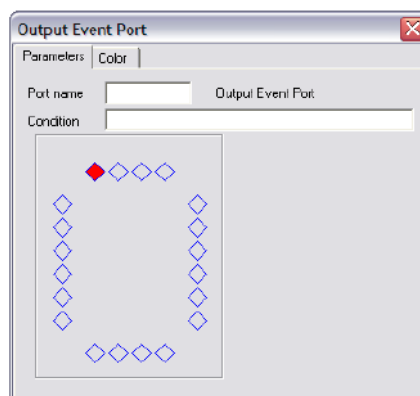 Output Event Port
Parameters Color
Port name Output Event Port
Condition